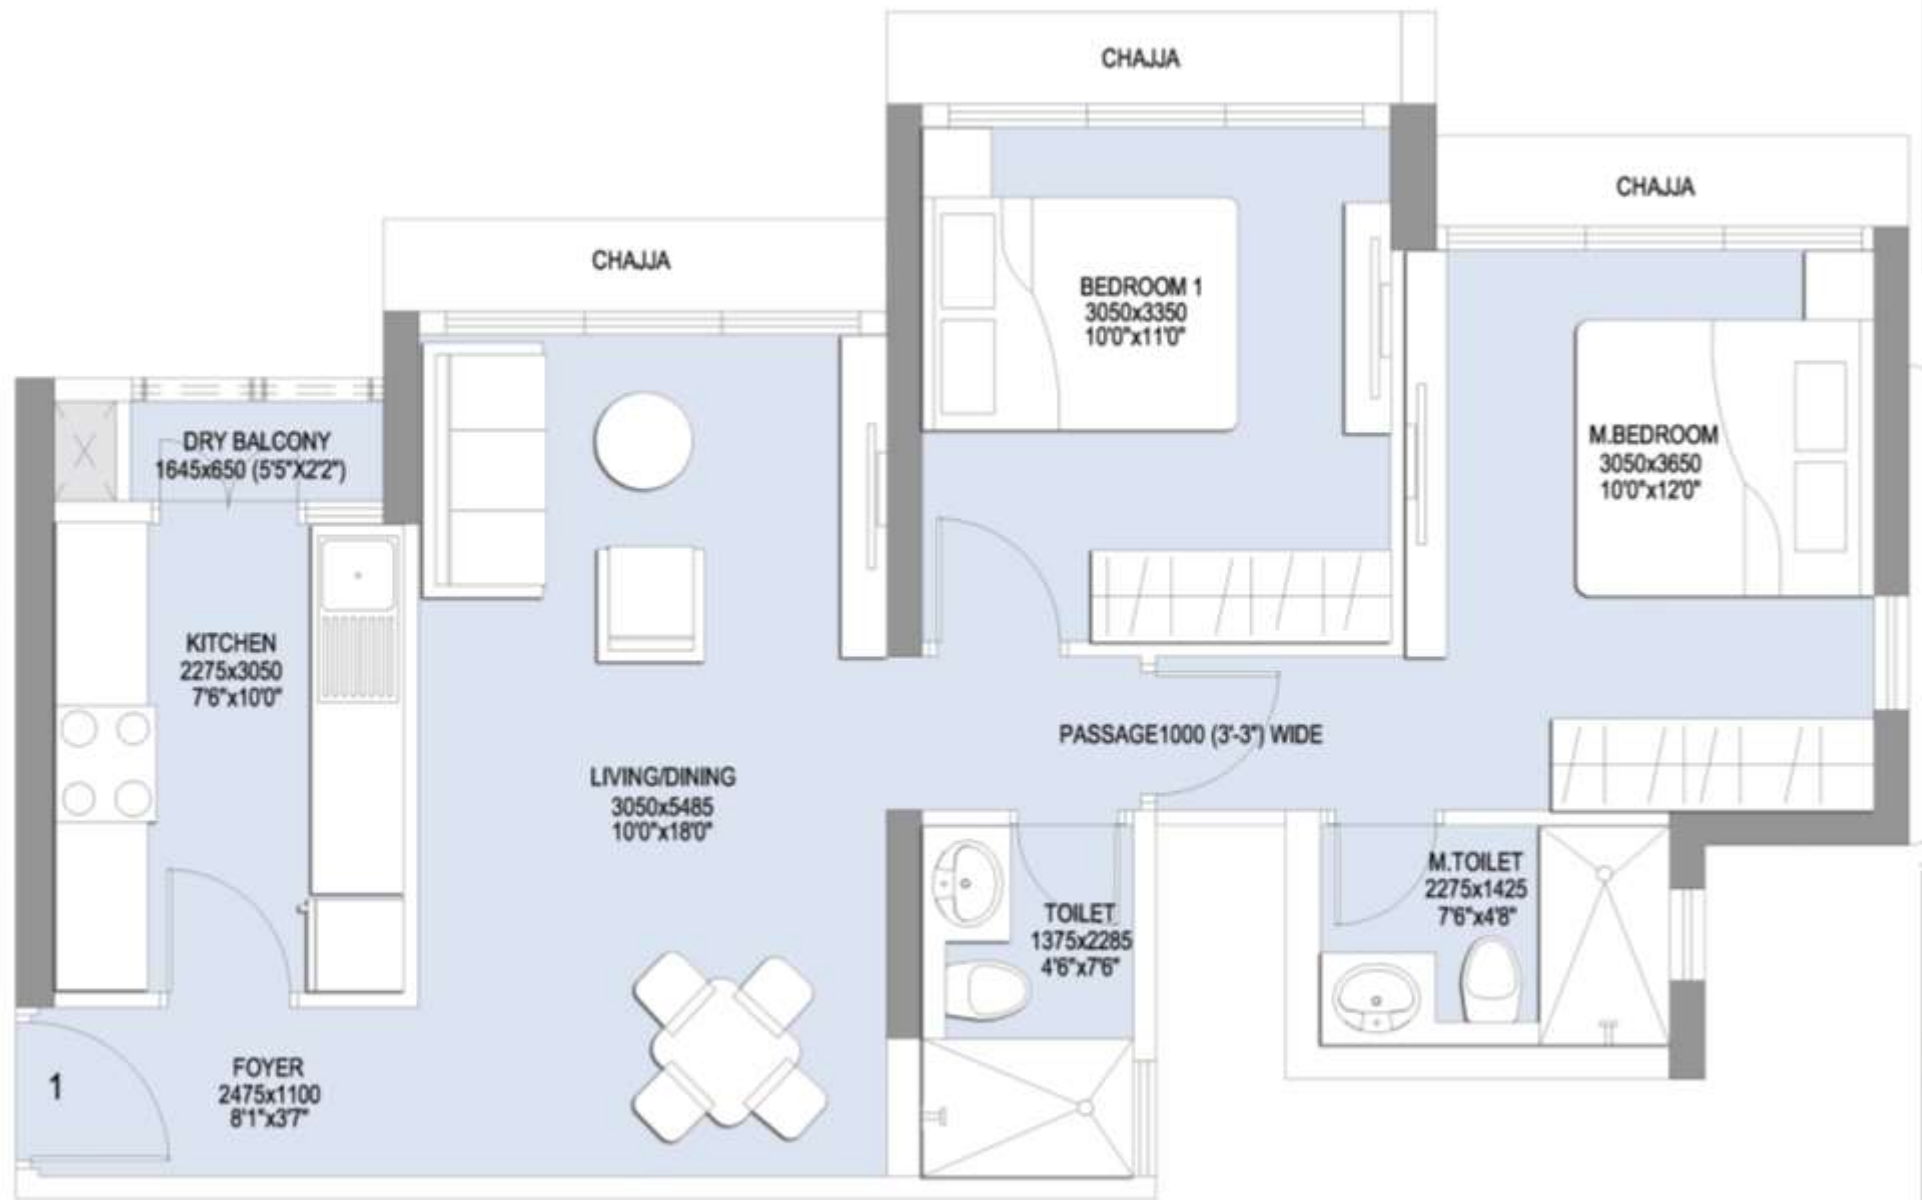 CHAJJA
CHAJJA
CHAJJA
BEDROOM 1
3050x3350
10'0"x11'0"
DRY BALCONY
1645x650 (5'5"X2'2")
M.BEDROOM
3050x3650
10'0"x12'0"
KITCHEN
2275x3050
7'6"x10'0"
PASSAGE1000 (3'-3") WIDE
LIVING/DINING
3050x5485
10'0"x18'0"
M.TOILET
2275x1425
7'6"x4'8"
TOILET
1375x2285
4'6"x7'6"
FOYER
2475x1100
8'1"x3'7"
1